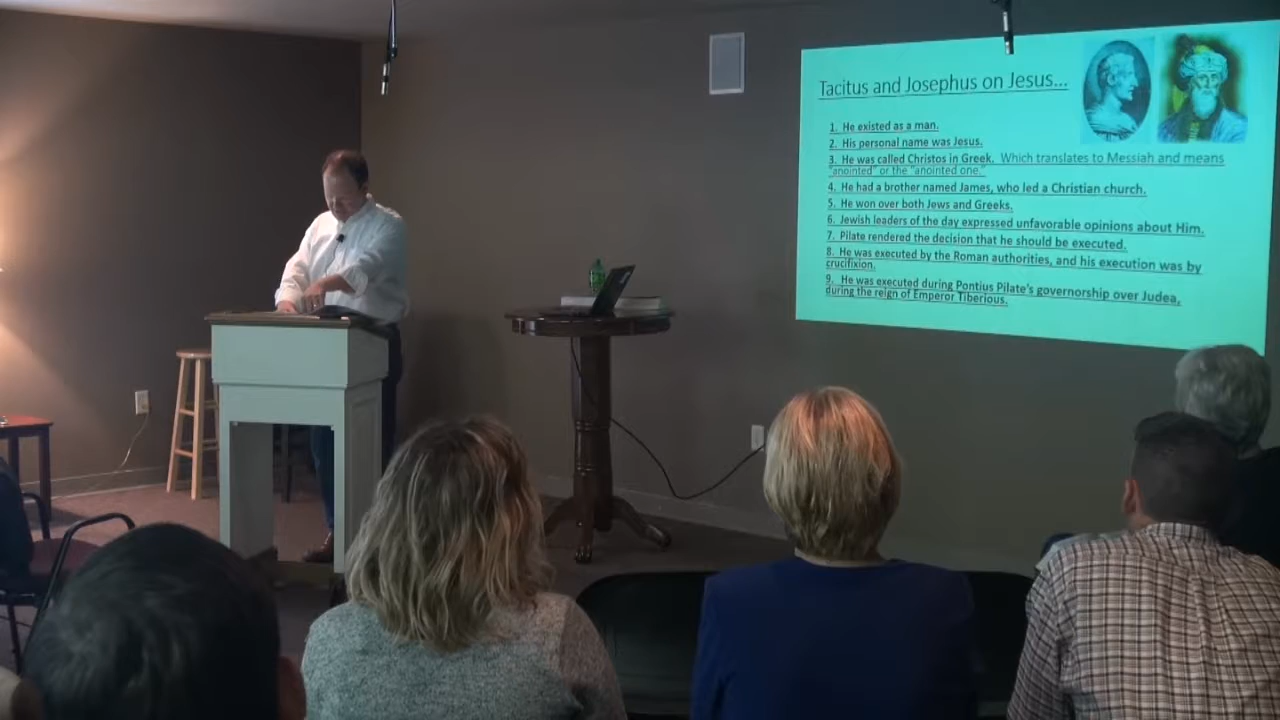 Tacitus and Josephus on Jesus...
1. He existed as a man.
2. His personal name was Jesus.
3. He was called Christos in Greek. Which translates to Messiah and means
"anointed" or the "anointed one."
4. He had a brother named James, who led a Christian church.
5. He won over both Jews and Greeks.
6. Jewish leaders of the day expressed unfavorable opinions about Him.
7. Pilate rendered the decision that he should be executed.
8. He was executed by the Roman authorities, and his execution was by
crucifixion.
9. He was executed during Pontius Pilate's governorship over Judea,
during the reign of Emperor Tiberious.